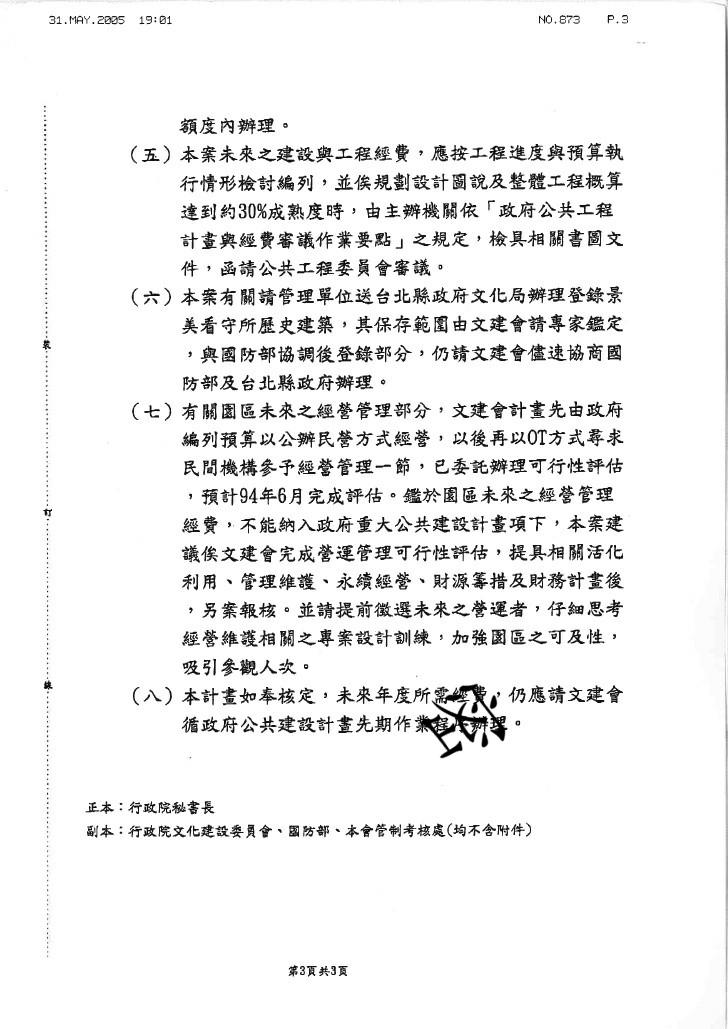 31.MAY.2005 19:01 NO.873 P.3
額度內辦理。
（五）本案未來之建設與工程經費，應按工程進度與預算執
行情形檢討編列，並俟規劃設計圖說及整體工程概算
達到約30%成熟度時，由主辦機關依「政府公共工程
計畫與經費審議作業要點」之規定，檢具相關書圖文
件，函請公共工程委員會審議。
（六）本案有關請管理單位送台北縣政府文化局辦理登錄景
美看守所歷史建築，其保存範圍由文建會請專家鑑定
，與國防部協調後登錄部分，仍請文建會儘速協商國
防部及台北縣政府辦理。
（七）有關園區未來之經營管理部分，文建會計畫先由政府
編列預算以公辦民營方式經營，以後再以OT方式尋求
民間機構參予經營管理一節，已委託辦理可行性評估
，預計94年6月完成評估。鑑於園區未來之經營管理
經費，不能納入政府重大公共建設計畫項下，本案建
議俟文建會完成營運管理可行性評估，提具相關活化
利用、管理維護、永續經營、財源籌措及財務計畫後
，另案報核。並請提前徵選未來之營運者，仔細思考
經營維護相關之專案設計訓練，加強園區之可及性，
吸引參觀人次。
（八）本計畫如奉核定，未來年度所需經費，仍應請文建會
循政府公共建設計畫先期作業程序辦理。
裝
訂
線
正本：行政院秘書長
副本：行政院文化建設委員會、國防部、本會管制考核處(均不含附件)
第3頁共3頁